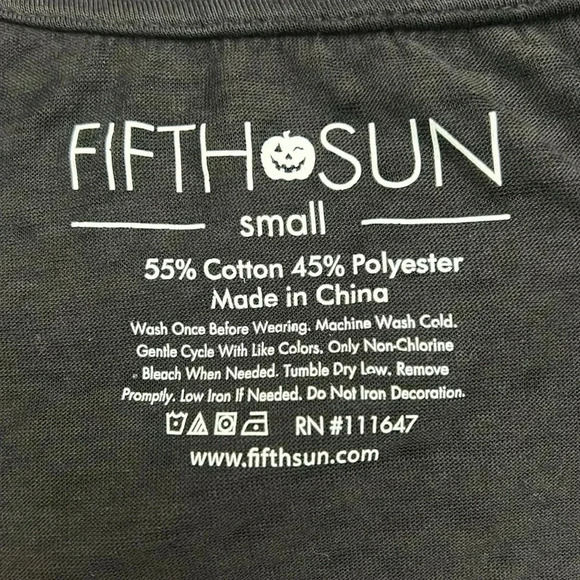 FIFTH SUN
small
55% Cotton 45% Polyester
Made in China
Wash Once Before Wearing. Machine Wash Cold.
Gentle Cycle With Like Colors. Only Non-Chlorine
Bleach When Needed. Tumble Dry Low. Remove
Promptly. Low Iron If Needed. Do Not Iron Decoration.
RN #111647
www.fifthsun.com